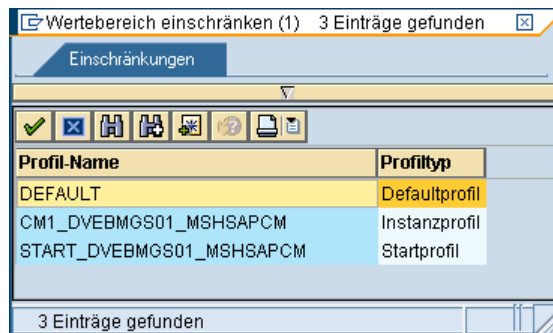 Wertebereich einschränken (1) 3 Einträge gefunden
Einschränkungen
Profil-Name Profiltyp
DEFAULT Defaultprofil
CM1_DVEBMGS01_MSHSAPCM Instanzprofil
START_DVEBMGS01_MSHSAPCM Startprofil
3 Einträge gefunden